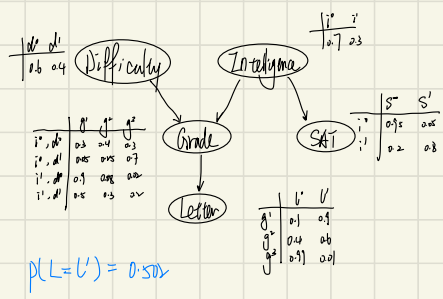 d⁰ d¹
0.6 0.4
Difficulty
Intelligence
i⁰ i¹
0.7 0.3
g¹ g² g³
i⁰, d⁰ 0.3 0.4 0.3
i⁰, d¹ 0.05 0.25 0.7
i¹, d⁰ 0.9 0.08 0.02
i¹, d¹ 0.5 0.3 0.2
Grade
SAT
S⁰ S¹
i⁰ 0.95 0.05
i¹ 0.2 0.8
Letter
l⁰ l¹
g¹ 0.1 0.9
g² 0.4 0.6
g³ 0.99 0.01
P(L=l¹) = 0.502